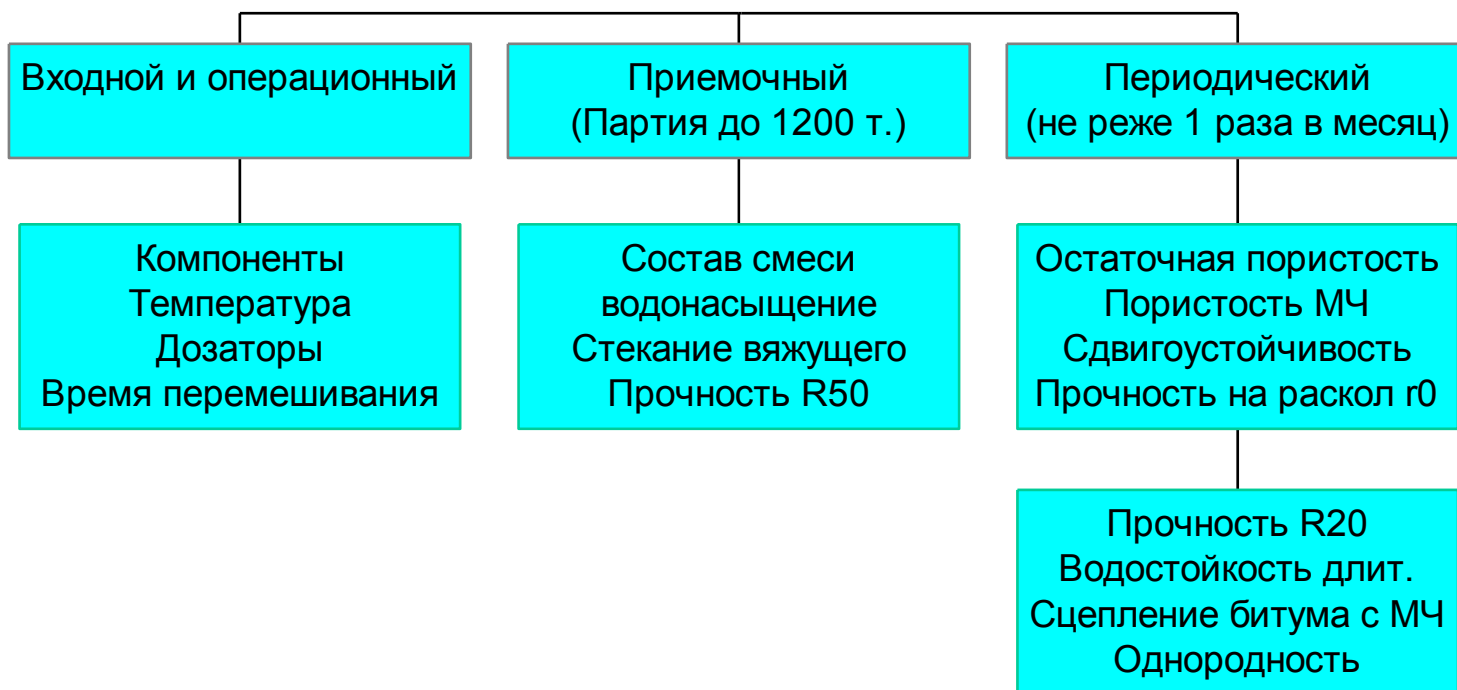 Входной и операционный
Приемочный
(Партия до 1200 т.)
Периодический
(не реже 1 раза в месяц)
Компоненты
Температура
Дозаторы
Время перемешивания
Состав смеси
водонасыщение
Стекание вяжущего
Прочность R50
Остаточная пористость
Пористость МЧ
Сдвигоустойчивость
Прочность на раскол r0
Прочность R20
Водостойкость длит.
Сцепление битума с МЧ
Однородность